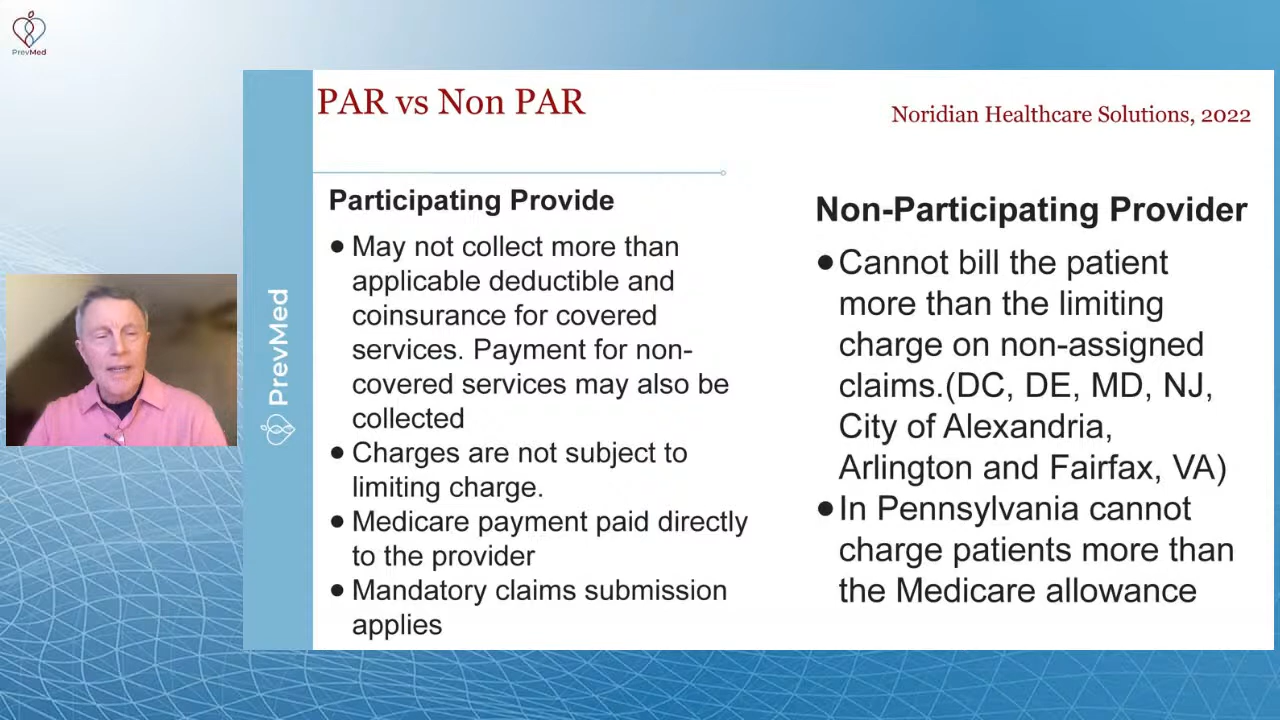 PrevMed
PAR vs Non PAR
Noridian Healthcare Solutions, 2022
PrevMed
Participating Provide
● May not collect more than
applicable deductible and
coinsurance for covered
services. Payment for non-
covered services may also be
collected
● Charges are not subject to
limiting charge.
● Medicare payment paid directly
to the provider
● Mandatory claims submission
applies
Non-Participating Provider
●Cannot bill the patient
more than the limiting
charge on non-assigned
claims.(DC, DE, MD, NJ,
City of Alexandria,
Arlington and Fairfax, VA)
●In Pennsylvania cannot
charge patients more than
the Medicare allowance